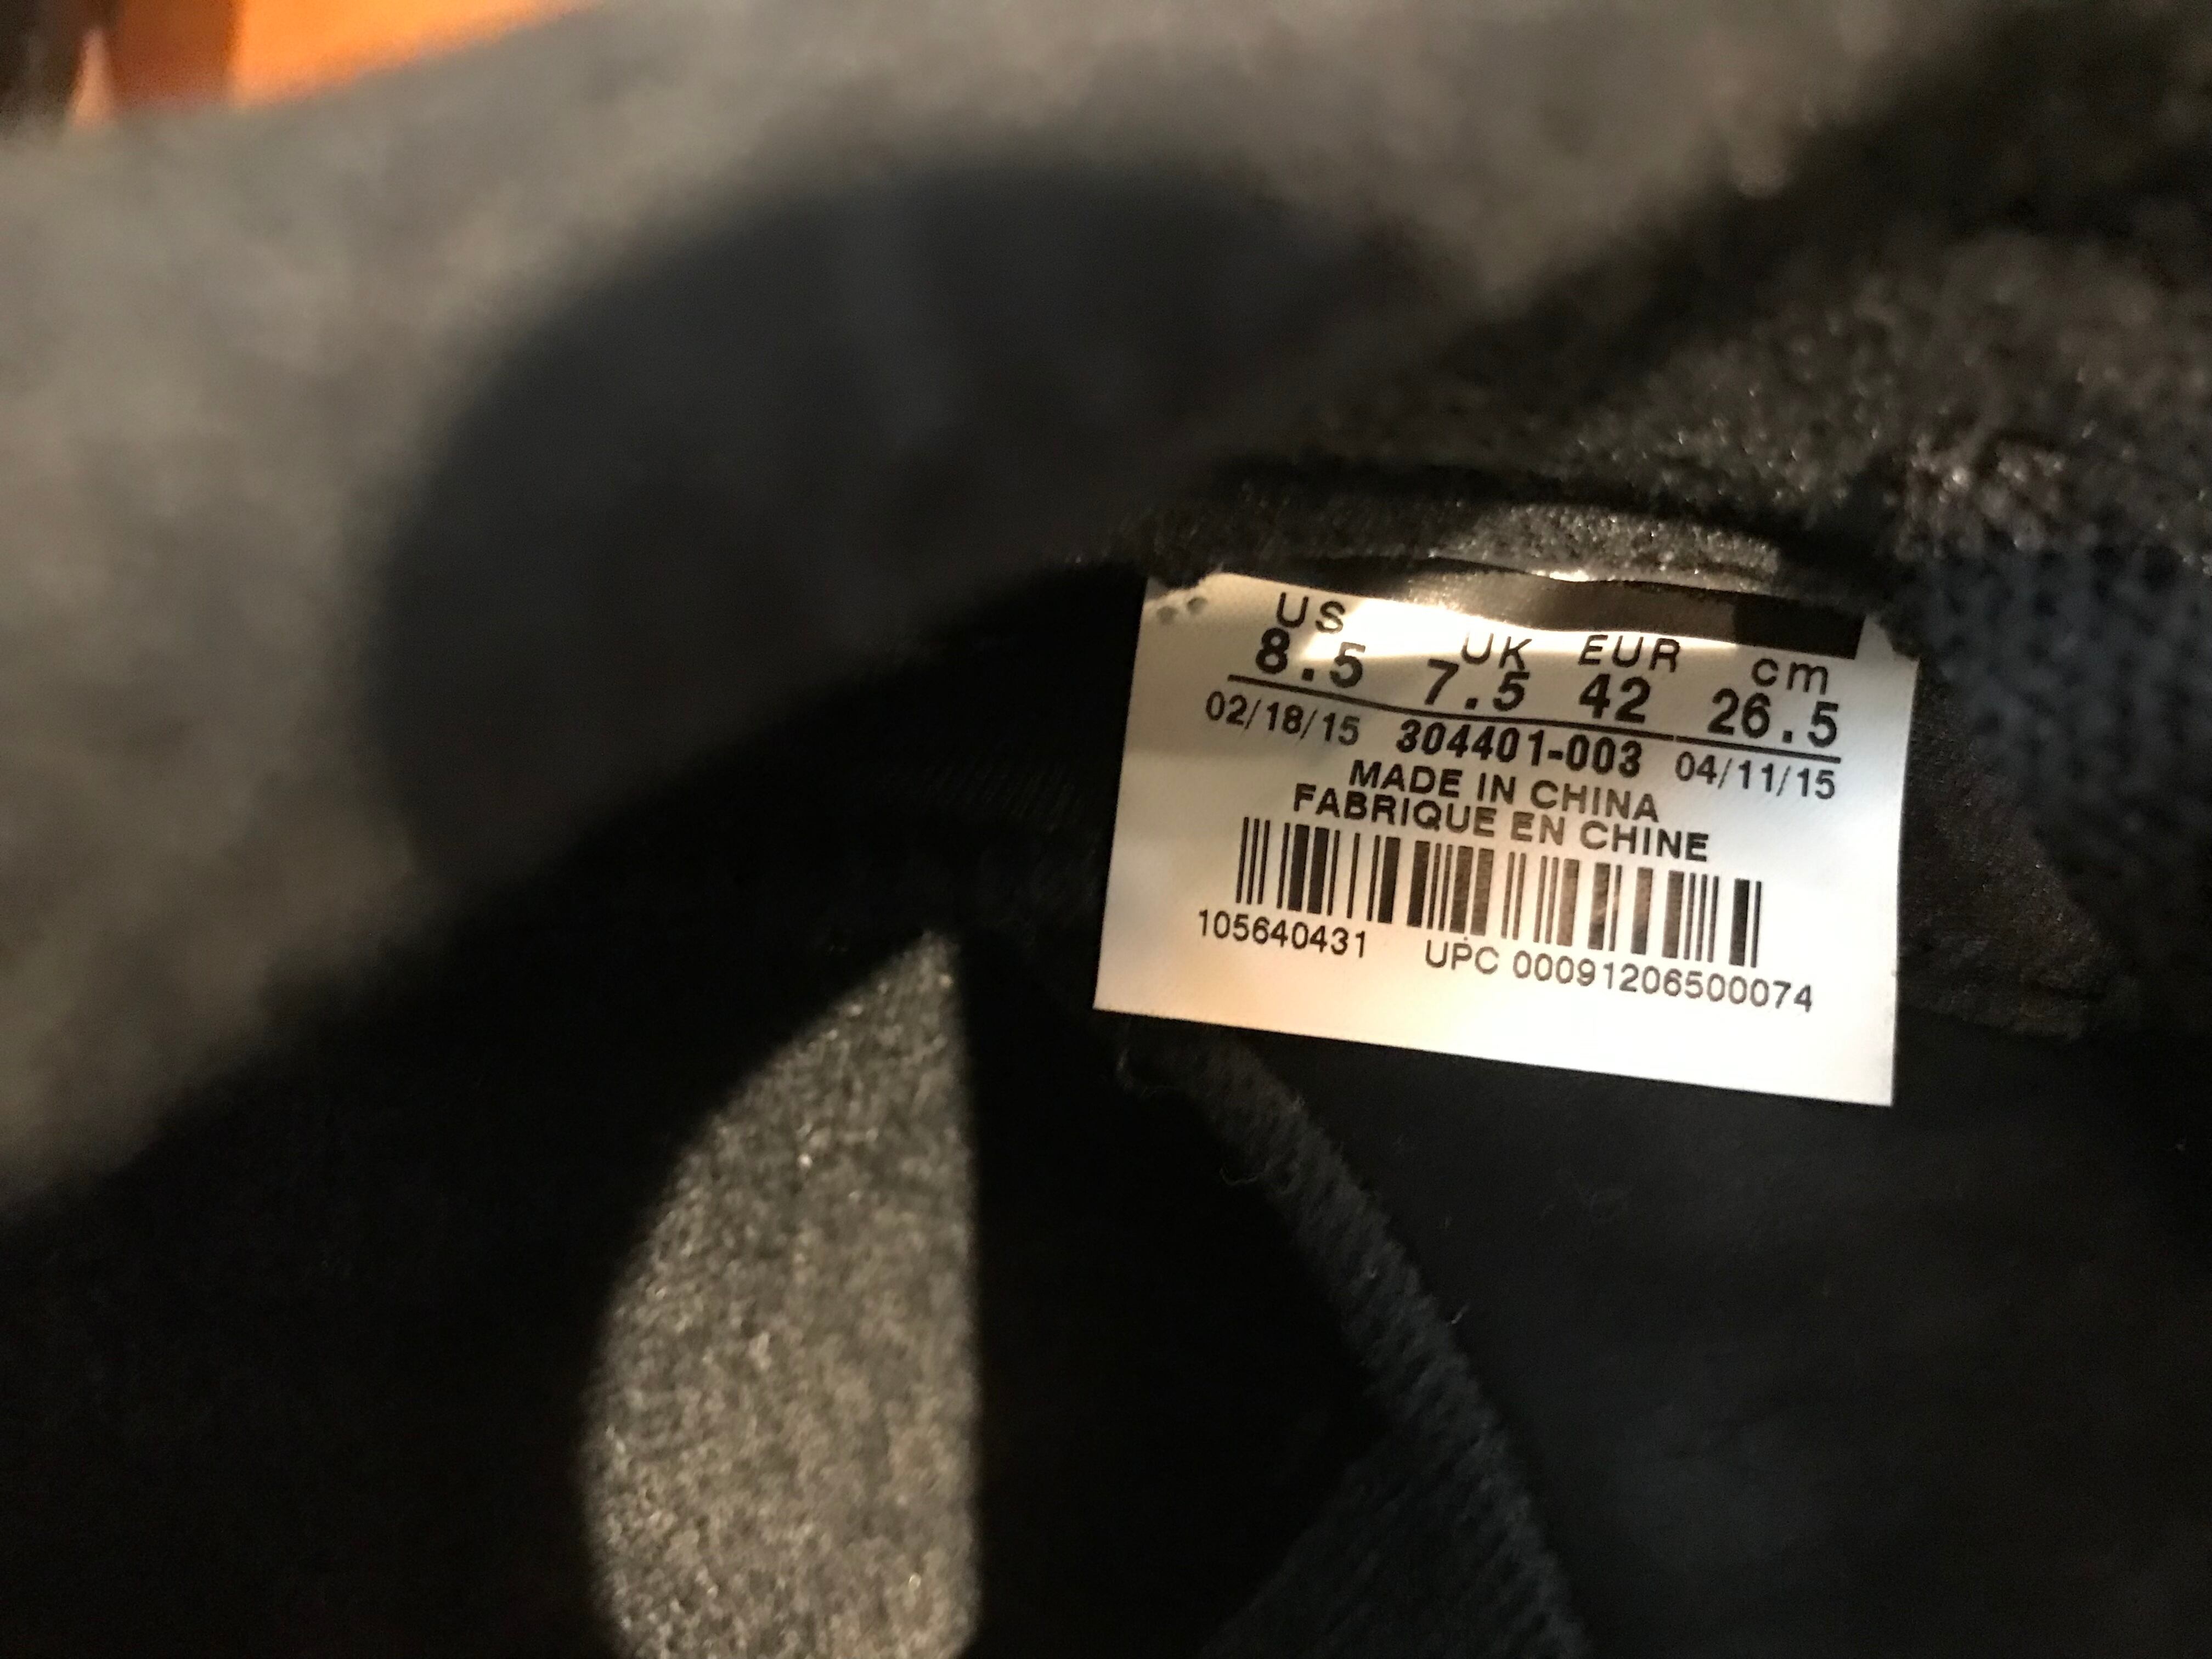 US UK EUR cm
8.5 7.5 42 26.5
02/18/15 304401-003 04/11/15
MADE IN CHINA
FABRIQUE EN CHINE
105640431 UPC 00091206500074